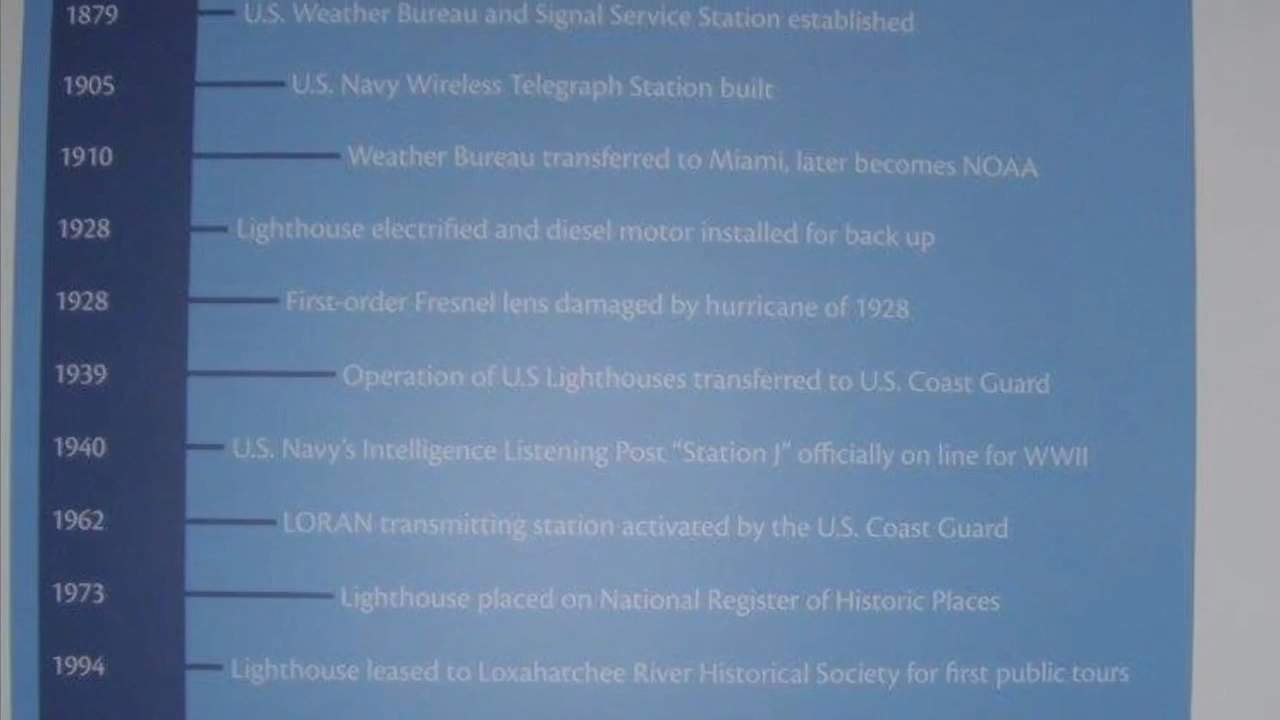 1879 U.S. Weather Bureau and Signal Service Station established
1905 U.S. Navy Wireless Telegraph Station built
1910 Weather Bureau transferred to Miami, later becomes NOAA
1928 Lighthouse electrified and diesel motor installed for back up
1928 First-order Fresnel lens damaged by hurricane of 1928
1939 Operation of U.S Lighthouses transferred to U.S. Coast Guard
1940 U.S. Navy's Intelligence Listening Post "Station J" officially on line for WWII
1962 LORAN transmitting station activated by the U.S. Coast Guard
1973 Lighthouse placed on National Register of Historic Places
1994 Lighthouse leased to Loxahatchee River Historical Society for first public tours